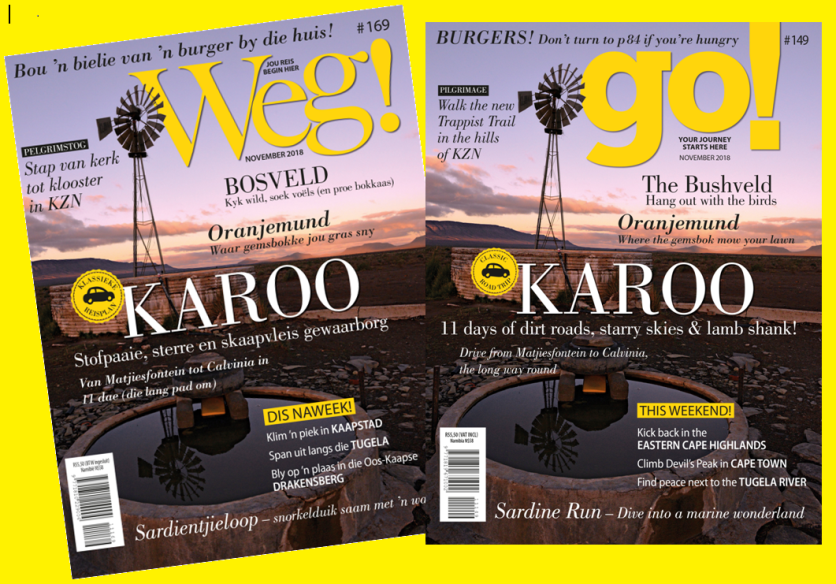 Bou 'n bielie van 'n burger by die huis!
#169
JOU REIS
BEGIN HIER
Weg!
NOVEMBER 2018
PELGRIMSTOG
Stap van kerk
tot klooster
in KZN
BOSVELD
Kyk wild, soek voëls (en proe bokkaas)
Oranjemund
Waar gemsbokke jou gras sny
KLASSIEKE
REISPLAN
KAROO
Stofpaaie, sterre en skaapvleis gewaarborg
Van Matjiesfontein tot Calvinia in
11 dae (die lang pad om)
DIS NAWEEK!
Klim 'n piek in KAAPSTAD
Span uit langs die TUGELA
Bly op 'n plaas in die Oos-Kaapse
DRAKENSBERG
Sardientjieloop – snorkelduik saam met 'n
BURGERS! Don't turn to p84 if you're hungry
#149
go!
YOUR JOURNEY
STARTS HERE
NOVEMBER 2018
PILGRIMAGE
Walk the new
Trappist Trail
in the hills
of KZN
The Bushveld
Hang out with the birds
Oranjemund
Where the gemsbok mow your lawn
CLASSIC
ROAD TRIP
KAROO
11 days of dirt roads, starry skies & lamb shank!
Drive from Matjiesfontein to Calvinia,
the long way round
THIS WEEKEND!
Kick back in the
EASTERN CAPE HIGHLANDS
Climb Devil's Peak in CAPE TOWN
Find peace next to the TUGELA RIVER
R55,50 (VAT INCL)
Sardine Run – Dive into a marine wonderland